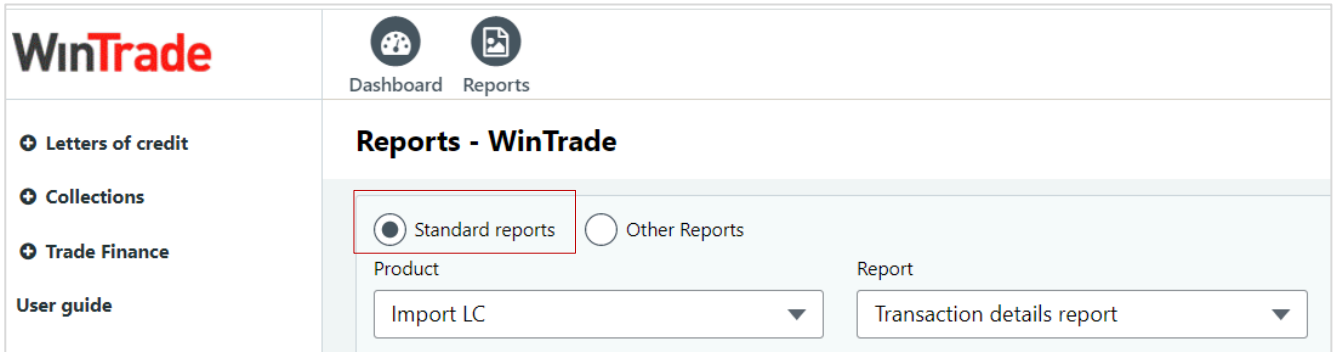 WinTrade
Dashboard Reports
Letters of credit
Collections
Trade Finance
User guide
Reports - WinTrade
Standard reports Other Reports
Product Report
Import LC Transaction details report